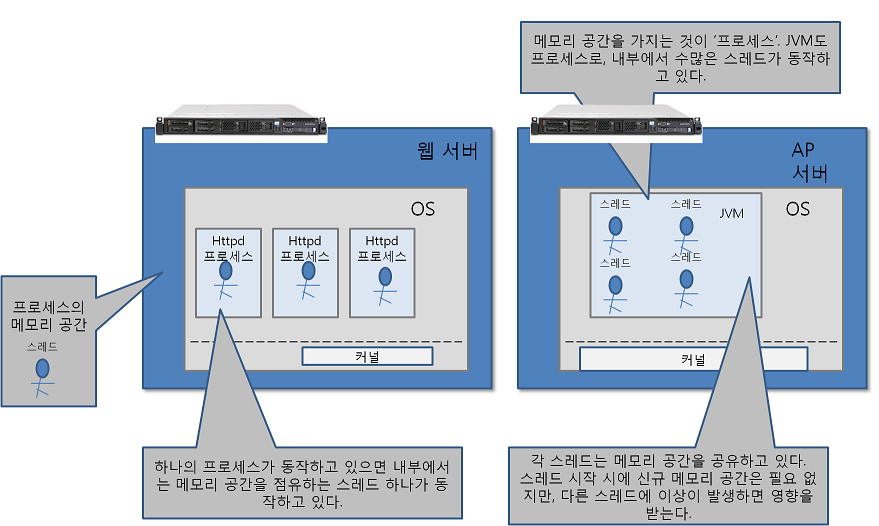 메모리 공간을 가지는 것이 '프로세스'. JVM도
프로세스로, 내부에서 수많은 스레드가 동작하
고 있다.
웹 서버
OS
Httpd
프로세스
Httpd
프로세스
Httpd
프로세스
커널
AP
서버
OS
JVM
스레드
스레드
스레드
스레드
커널
프로세스의
메모리 공간
스레드
하나의 프로세스가 동작하고 있으면 내부에서
는 메모리 공간을 점유하는 스레드 하나가 동
작하고 있다.
각 스레드는 메모리 공간을 공유하고 있다.
스레드 시작 시에 신규 메모리 공간은 필요 없
지만, 다른 스레드에 이상이 발생하면 영향을
받는다.